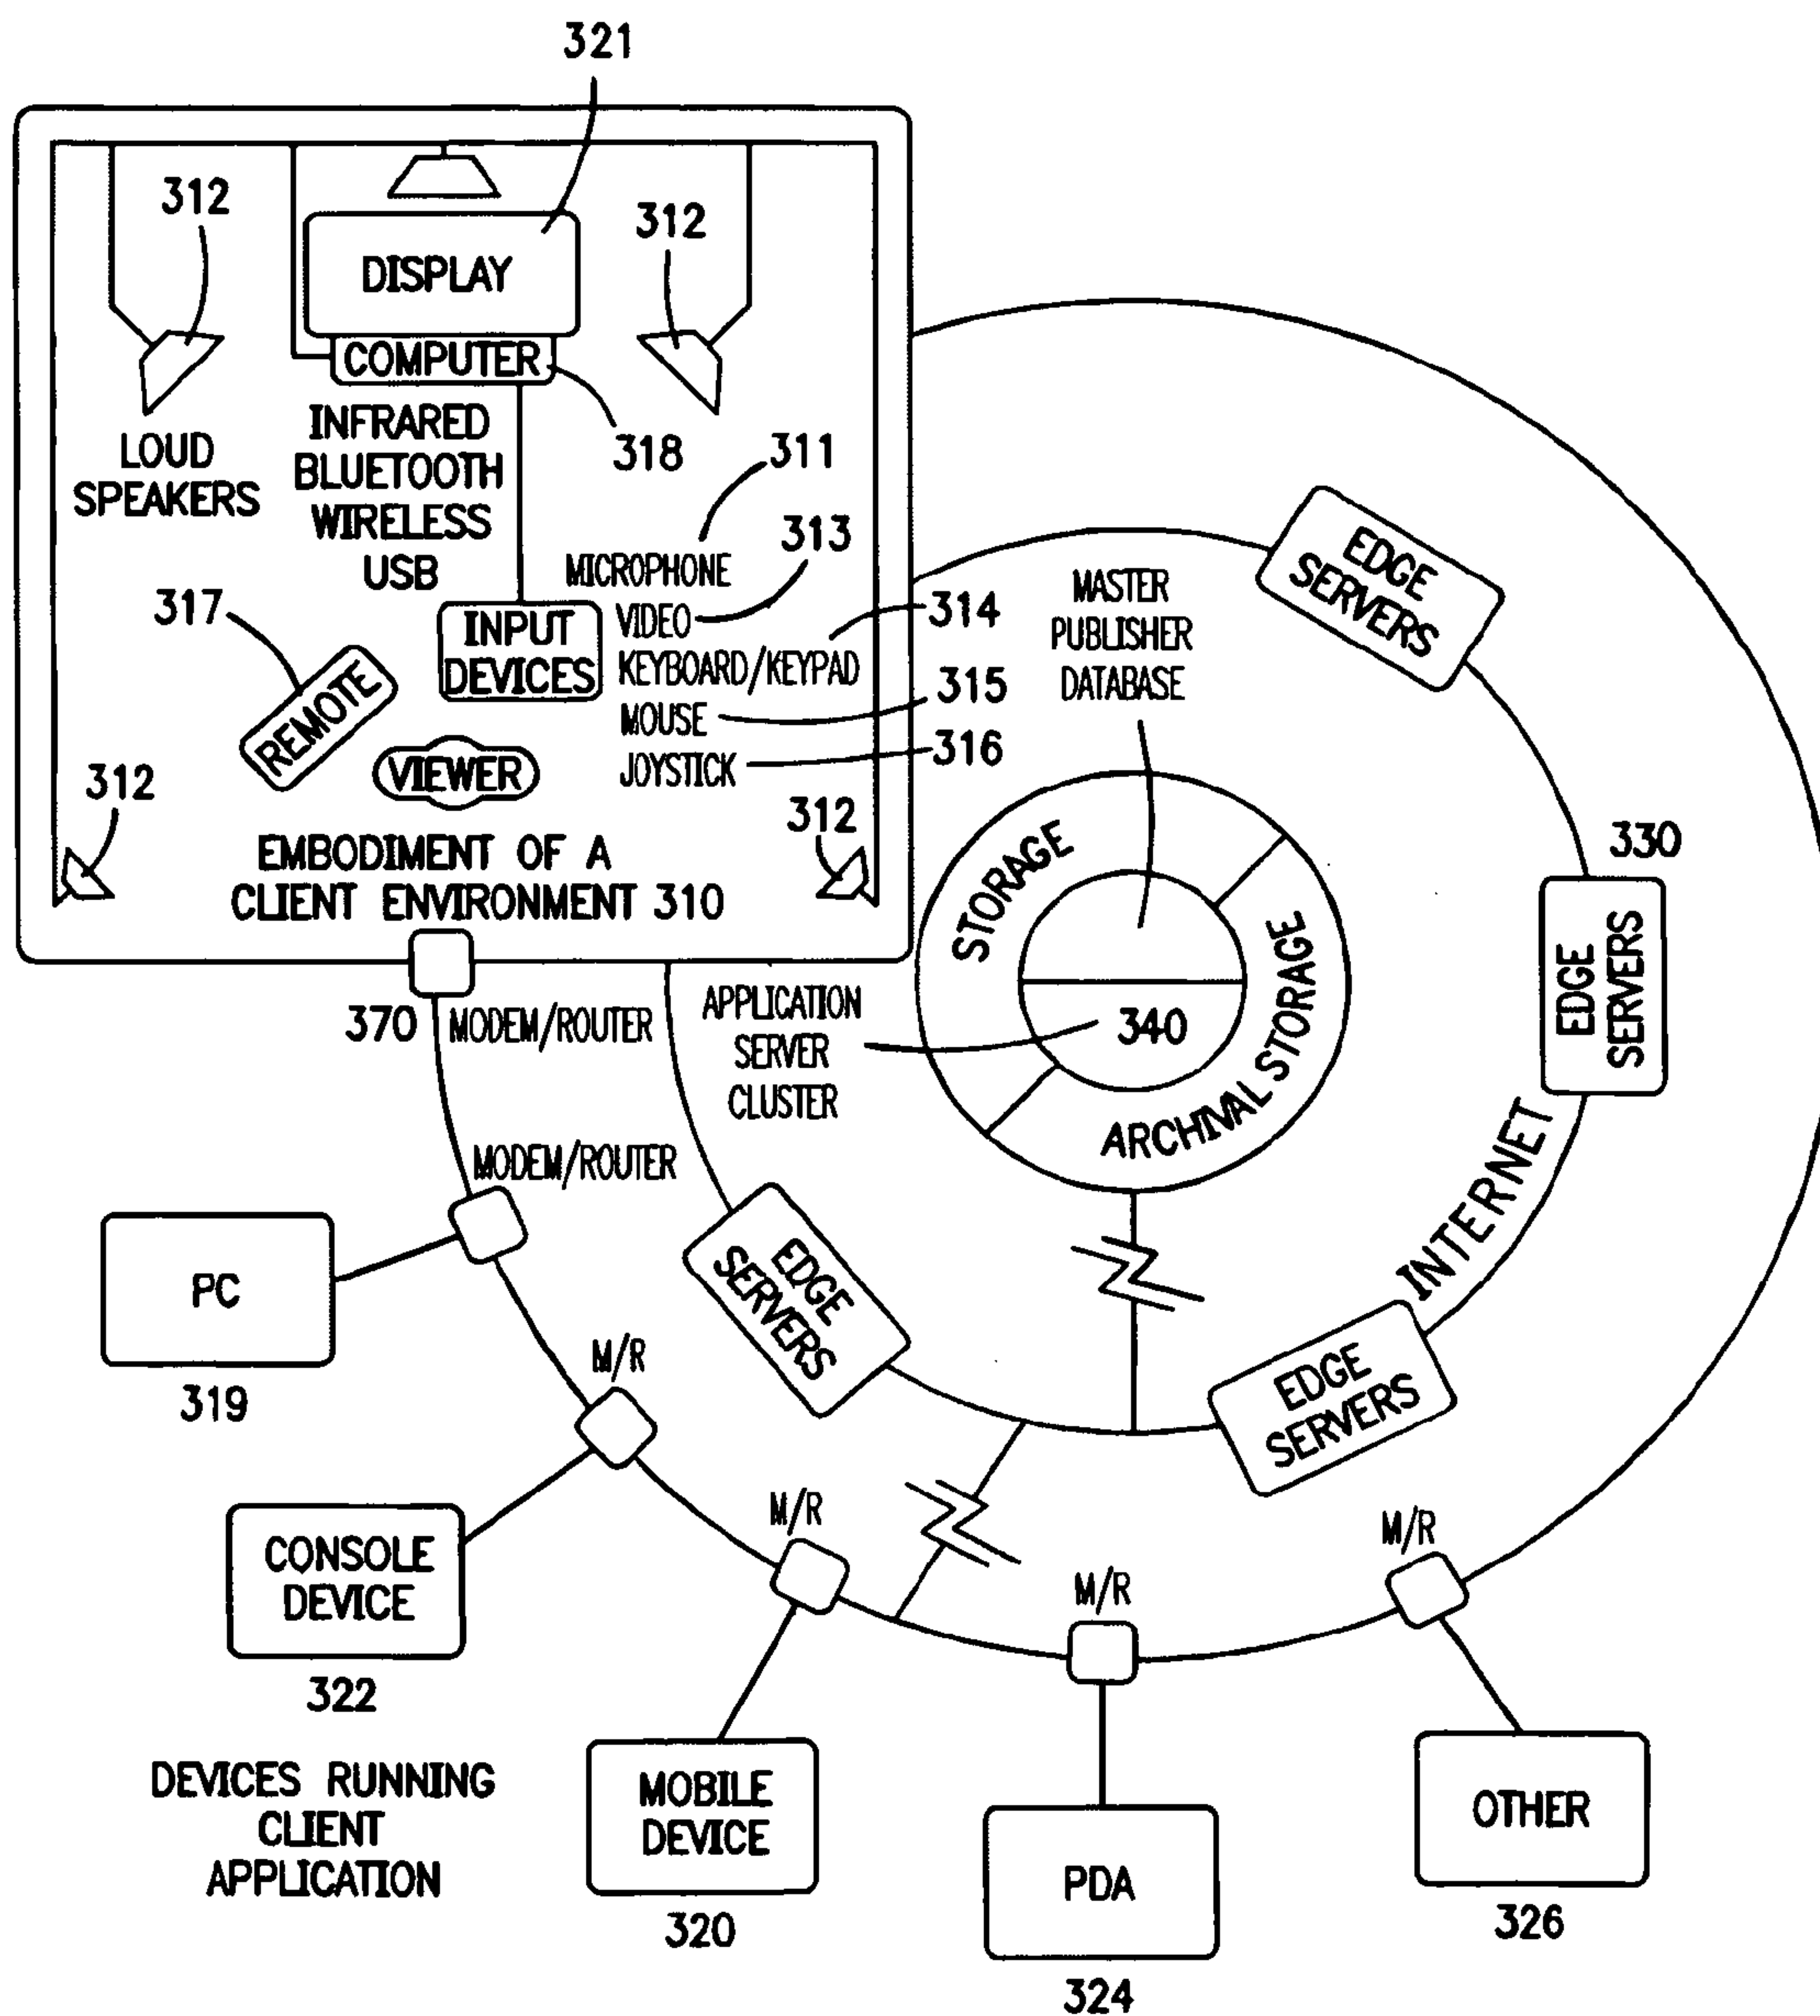 321
312
312
DISPLAY
COMPUTER
318
LOUD
SPEAKERS
INFRARED
BLUETOOTH
WIRELESS
USB
311
313
MICROPHONE
VIDEO
314
KEYBOARD/KEYPAD
315
MOUSE
316
JOYSTICK
INPUT
DEVICES
317
REMOTE
VIEWER
312
312
EMBODIMENT OF A
CLIENT ENVIRONMENT 310
MASTER
PUBLISHER
DATABASE
EDGE
SERVERS
330
EDGE
SERVERS
STORAGE
ARCHIVAL STORAGE
340
APPLICATION
SERVER
CLUSTER
370
MODEM/ROUTER
MODEM/ROUTER
INTERNET
EDGE
SERVERS
EDGE
SERVERS
PC
319
M/R
CONSOLE
DEVICE
322
M/R
MOBILE
DEVICE
320
M/R
PDA
324
M/R
OTHER
326
DEVICES RUNNING
CLIENT
APPLICATION